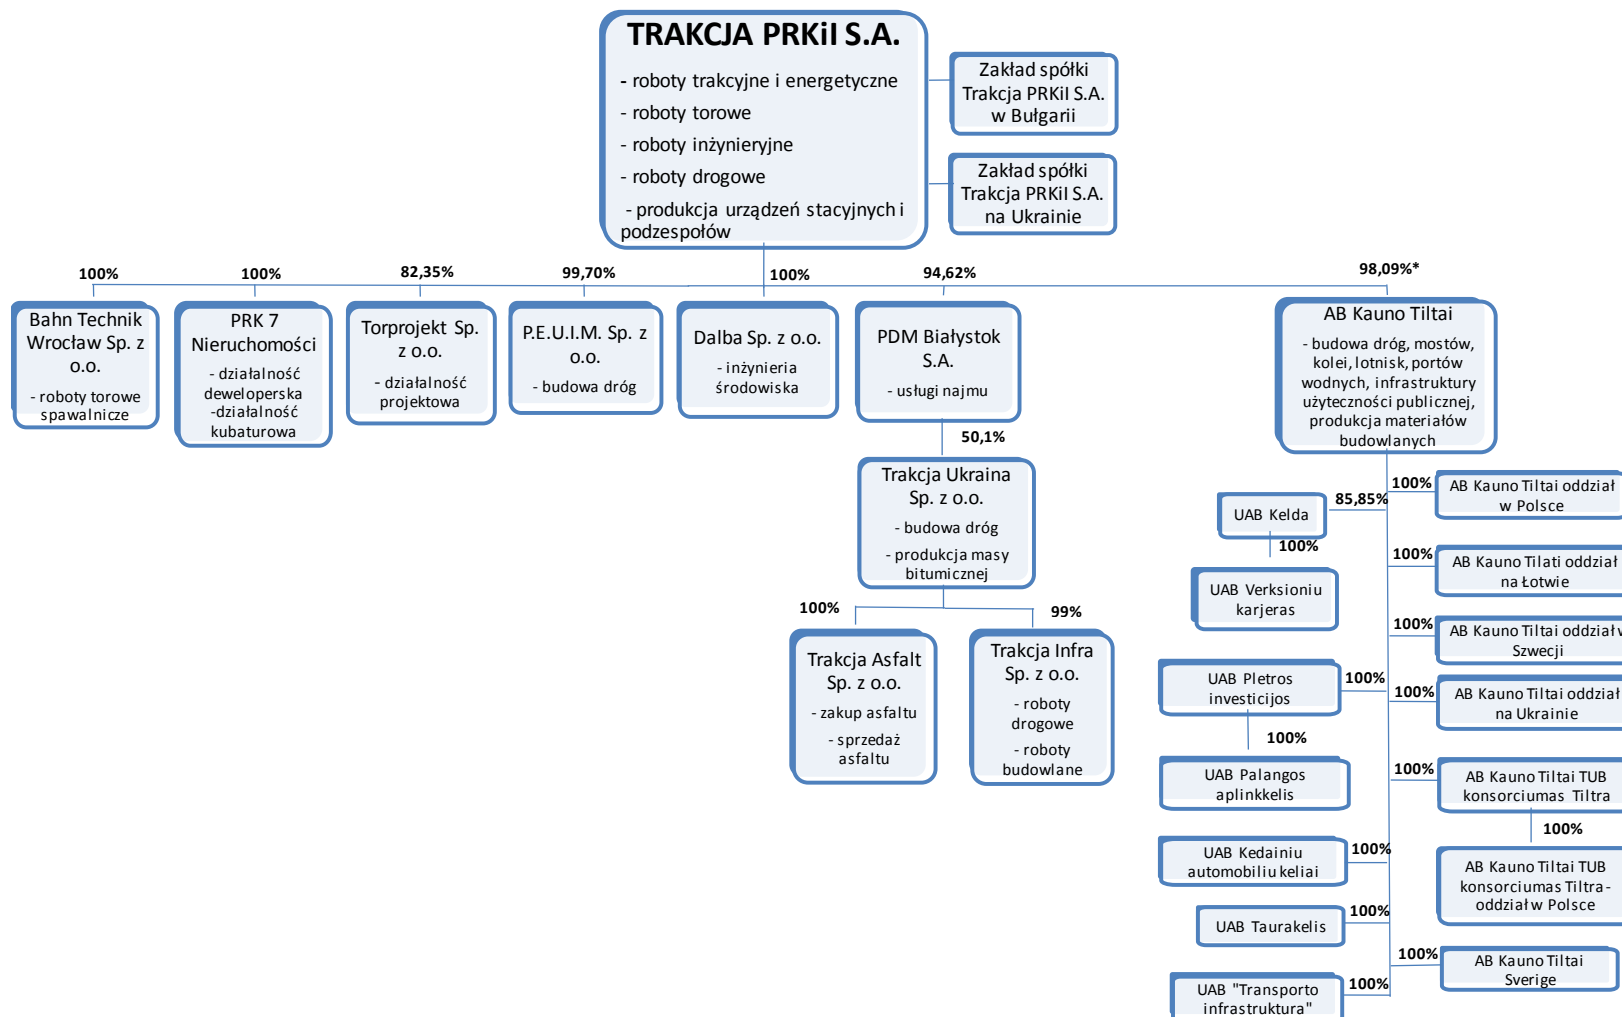 TRAKCJA PRKiI S.A.
- roboty trakcyjne i energetyczne
- roboty torowe
- roboty inżynieryjne
- roboty drogowe
- produkcja urządzeń stacyjnych i
podzespołów
Zakład spółki
Trakcja PRKiI S.A.
w Bułgarii
Zakład spółki
Trakcja PRKiI S.A.
na Ukrainie
100%
100%
82,35%
99,70%
100%
94,62%
98,09%*
Bahn Technik
Wrocław Sp. z
o.o.
- roboty torowe
spawalnicze
PRK 7
Nieruchomości
- działalność
deweloperska
-działalność
kubaturowa
Torprojekt Sp.
z o.o.
- działalność
projektowa
P.E.U.I.M. Sp. z
o.o.
- budowa dróg
Dalba Sp. z o.o.
- inżynieria
środowiska
PDM Białystok
S.A.
- usługi najmu
AB Kauno Tiltai
- budowa dróg, mostów,
kolei, lotnisk, portów
wodnych, infrastruktury
użyteczności publicznej,
produkcja materiałów
budowlanych
50,1%
Trakcja Ukraina
Sp. z o.o.
- budowa dróg
- produkcja masy
bitumicznej
100%
99%
Trakcja Asfalt
Sp. z o.o.
- zakup asfaltu
- sprzedaż
asfaltu
Trakcja Infra
Sp. z o.o.
- roboty
drogowe
- roboty
budowlane
85,85%
UAB Kelda
100%
UAB Verksioniu
karjeras
100%
UAB Pletros
investicijos
100%
UAB Palangos
aplinkkelis
100%
UAB Kedainiu
automobiliu keliai
100%
UAB Taurakelis
100%
UAB "Transporto
infrastruktura"
100%
AB Kauno Tiltai oddział
w Polsce
100%
AB Kauno Tilati oddział
na Łotwie
100%
AB Kauno Tiltai oddział w
Szwecji
100%
AB Kauno Tiltai oddział
na Ukrainie
100%
AB Kauno Tiltai TUB
konsorciumas Tiltra
100%
AB Kauno Tiltai TUB
konsorciumas Tiltra -
oddział w Polsce
100%
AB Kauno Tiltai
Sverige